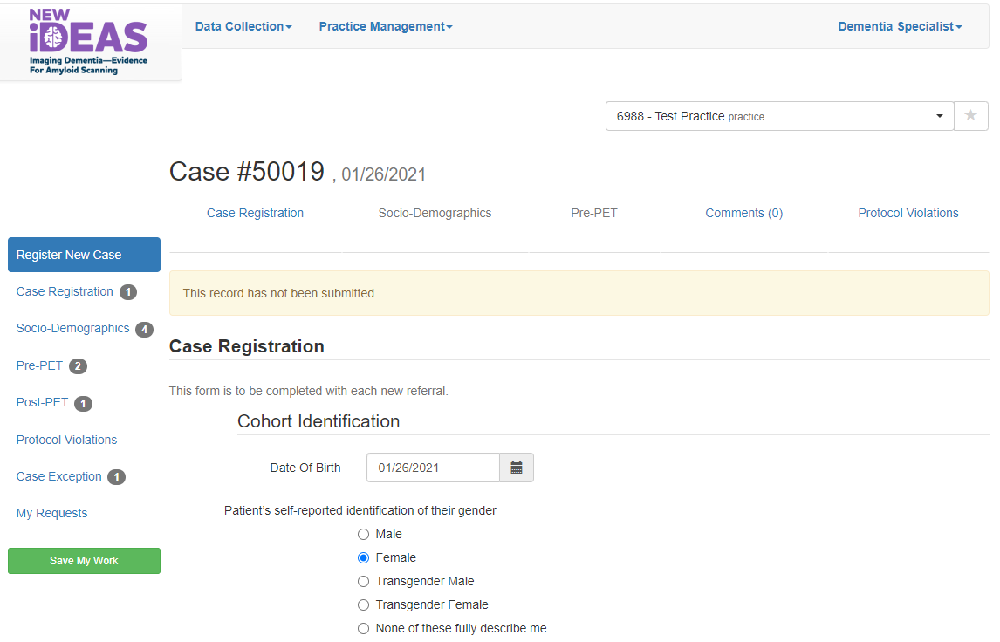 NEW
iDEAS
Imaging Dementia—Evidence
For Amyloid Scanning
Data Collection
Practice Management
Dementia Specialist
6988 - Test Practice practice
Case #50019 , 01/26/2021
Case Registration
Socio-Demographics
Pre-PET
Comments (0)
Protocol Violations
Register New Case
Case Registration 1
Socio-Demographics 4
Pre-PET 2
Post-PET 1
Protocol Violations
Case Exception 1
My Requests
Save My Work
This record has not been submitted.
Case Registration
This form is to be completed with each new referral.
Cohort Identification
Date Of Birth 01/26/2021
Patient's self-reported identification of their gender
Male
Female
Transgender Male
Transgender Female
None of these fully describe me